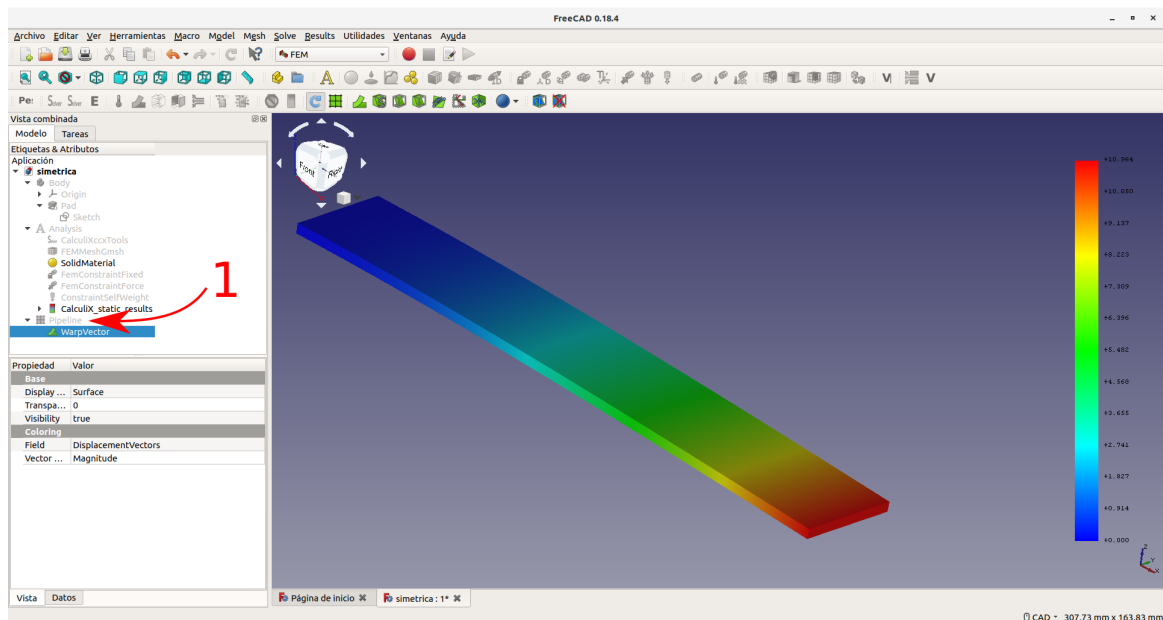 FreeCAD 0.18.4
Archivo Editar Ver Herramientas Macro Model Mesh Solve Results Utilidades Ventanas Ayuda
FEM
Vista combinada
Modelo Tareas
Etiquetas & Atributos
Aplicación
simetrica
Body
Origin
Pad
Sketch
Analysis
CalculiXccxTools
FEMMeshGmsh
SolidMaterial
FemConstraintFixed
FemConstraintForce
ConstraintSelfWeight
CalculiX_static_results
Pipeline
WarpVector
1
Propiedad Valor
Base
Display ... Surface
Transpa... 0
Visibility true
Coloring
Field DisplacementVectors
Vector ... Magnitude
Vista Datos
Front
Right
+10.964
+10.050
+9.137
+8.223
+7.309
+6.396
+5.482
+4.568
+3.655
+2.741
+1.827
+0.914
+0.000
Z
Y
X
Página de inicio
simetrica : 1*
CAD 307.73 mm x 163.83 mm